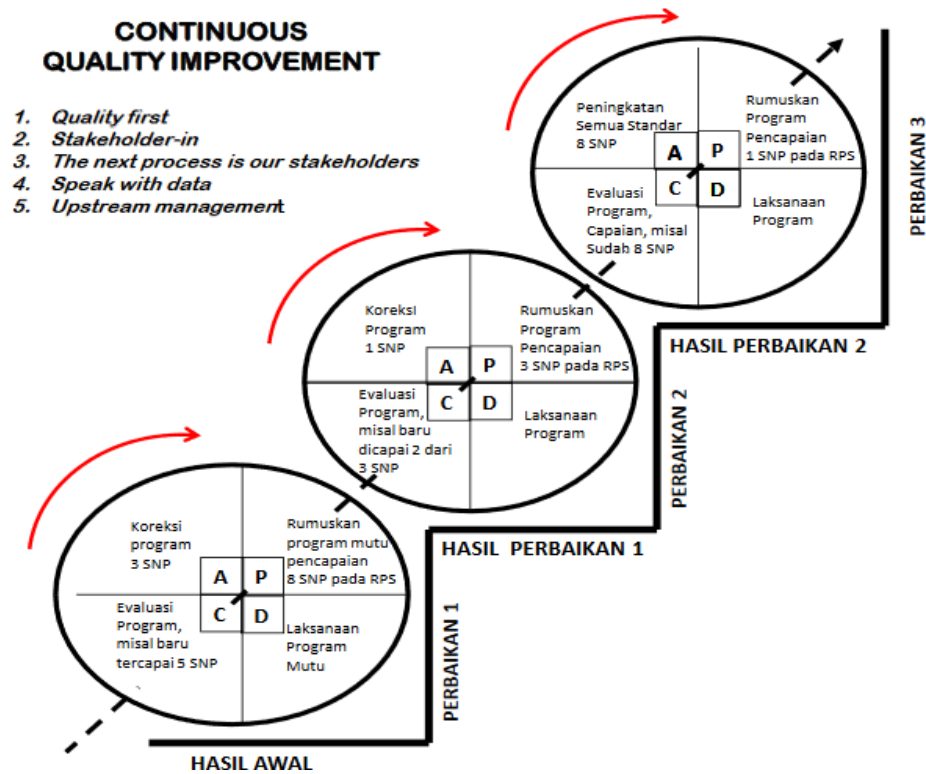 CONTINUOUS
QUALITY IMPROVEMENT
1. Quality first
2. Stakeholder-in
3. The next process is our stakeholders
4. Speak with data
5. Upstream management
Peningkatan
Semua Standar
8 SNP
Rumuskan
Program
Pencapaian
1 SNP pada RPS
A
P
C
D
Evaluasi
Program,
Capaian, misal
Sudah 8 SNP
Laksanaan
Program
PERBAIKAN 3
HASIL PERBAIKAN 2
Koreksi
Program
1 SNP
Rumuskan
Program
Pencapaian
3 SNP pada RPS
A
P
C
D
Evaluasi
Program,
misal baru
dicapai 2 dari
3 SNP
Laksanaan
Program
PERBAIKAN 2
HASIL PERBAIKAN 1
Koreksi
program
3 SNP
Rumuskan
program mutu
pencapaian
8 SNP pada RPS
A
P
C
D
Evaluasi
Program,
misal baru
tercapai 5 SNP
Laksanaan
Program
Mutu
PERBAIKAN 1
HASIL AWAL